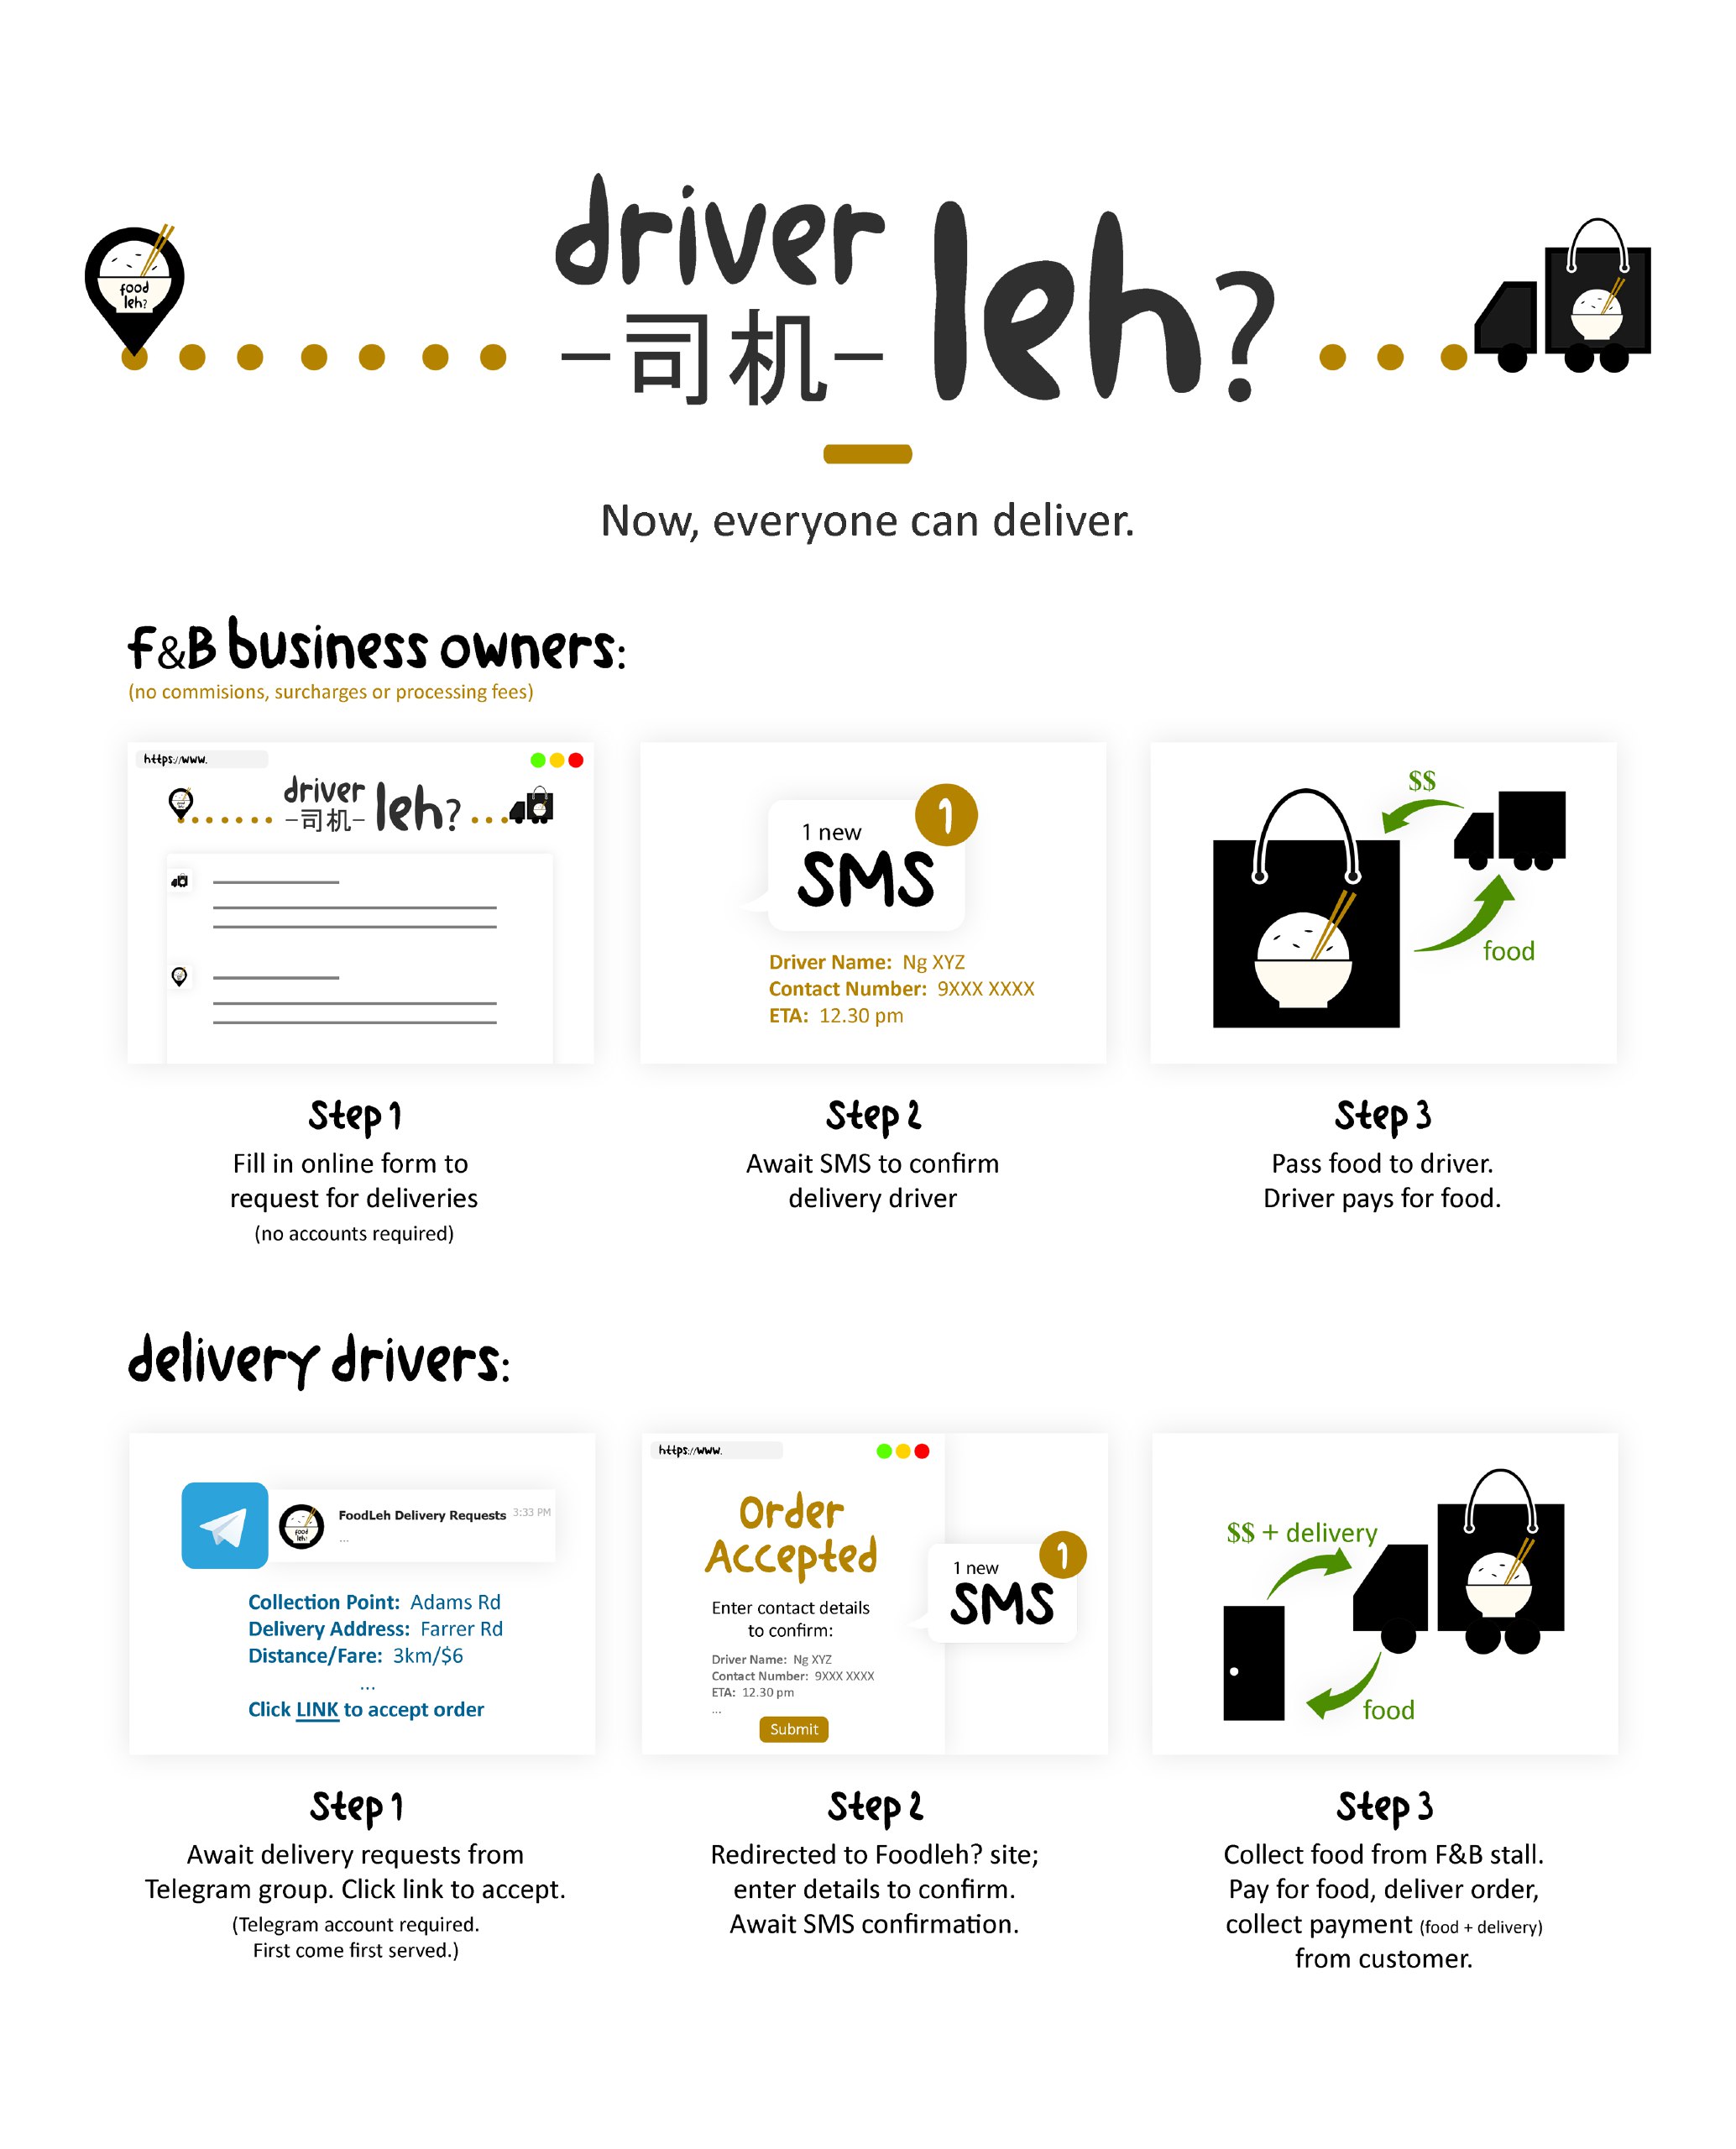 food
leh?
driver
–司机–
leh?
Now, everyone can deliver.
F&B business owners:
(no commisions, surcharges or processing fees)
https://www.
driver
–司机–
leh?
1 new
SMS
1
Driver Name: Ng XYZ
Contact Number: 9XXX XXXX
ETA: 12.30 pm
$$
food
Step 1
Fill in online form to
request for deliveries
(no accounts required)
Step 2
Await SMS to confirm
delivery driver
Step 3
Pass food to driver.
Driver pays for food.
delivery drivers:
food
leh?
FoodLeh Delivery Requests 3:33 PM
...
Collection Point: Adams Rd
Delivery Address: Farrer Rd
Distance/Fare: 3km/$6
...
Click LINK to accept order
https://www.
Order
Accepted
Enter contact details
to confirm:
Driver Name: Ng XYZ
Contact Number: 9XXX XXXX
ETA: 12.30 pm
...
Submit
1 new
SMS
1
$$ + delivery
food
Step 1
Await delivery requests from
Telegram group. Click link to accept.
(Telegram account required.
First come first served.)
Step 2
Redirected to Foodleh? site;
enter details to confirm.
Await SMS confirmation.
Step 3
Collect food from F&B stall.
Pay for food, deliver order,
collect payment (food + delivery)
from customer.